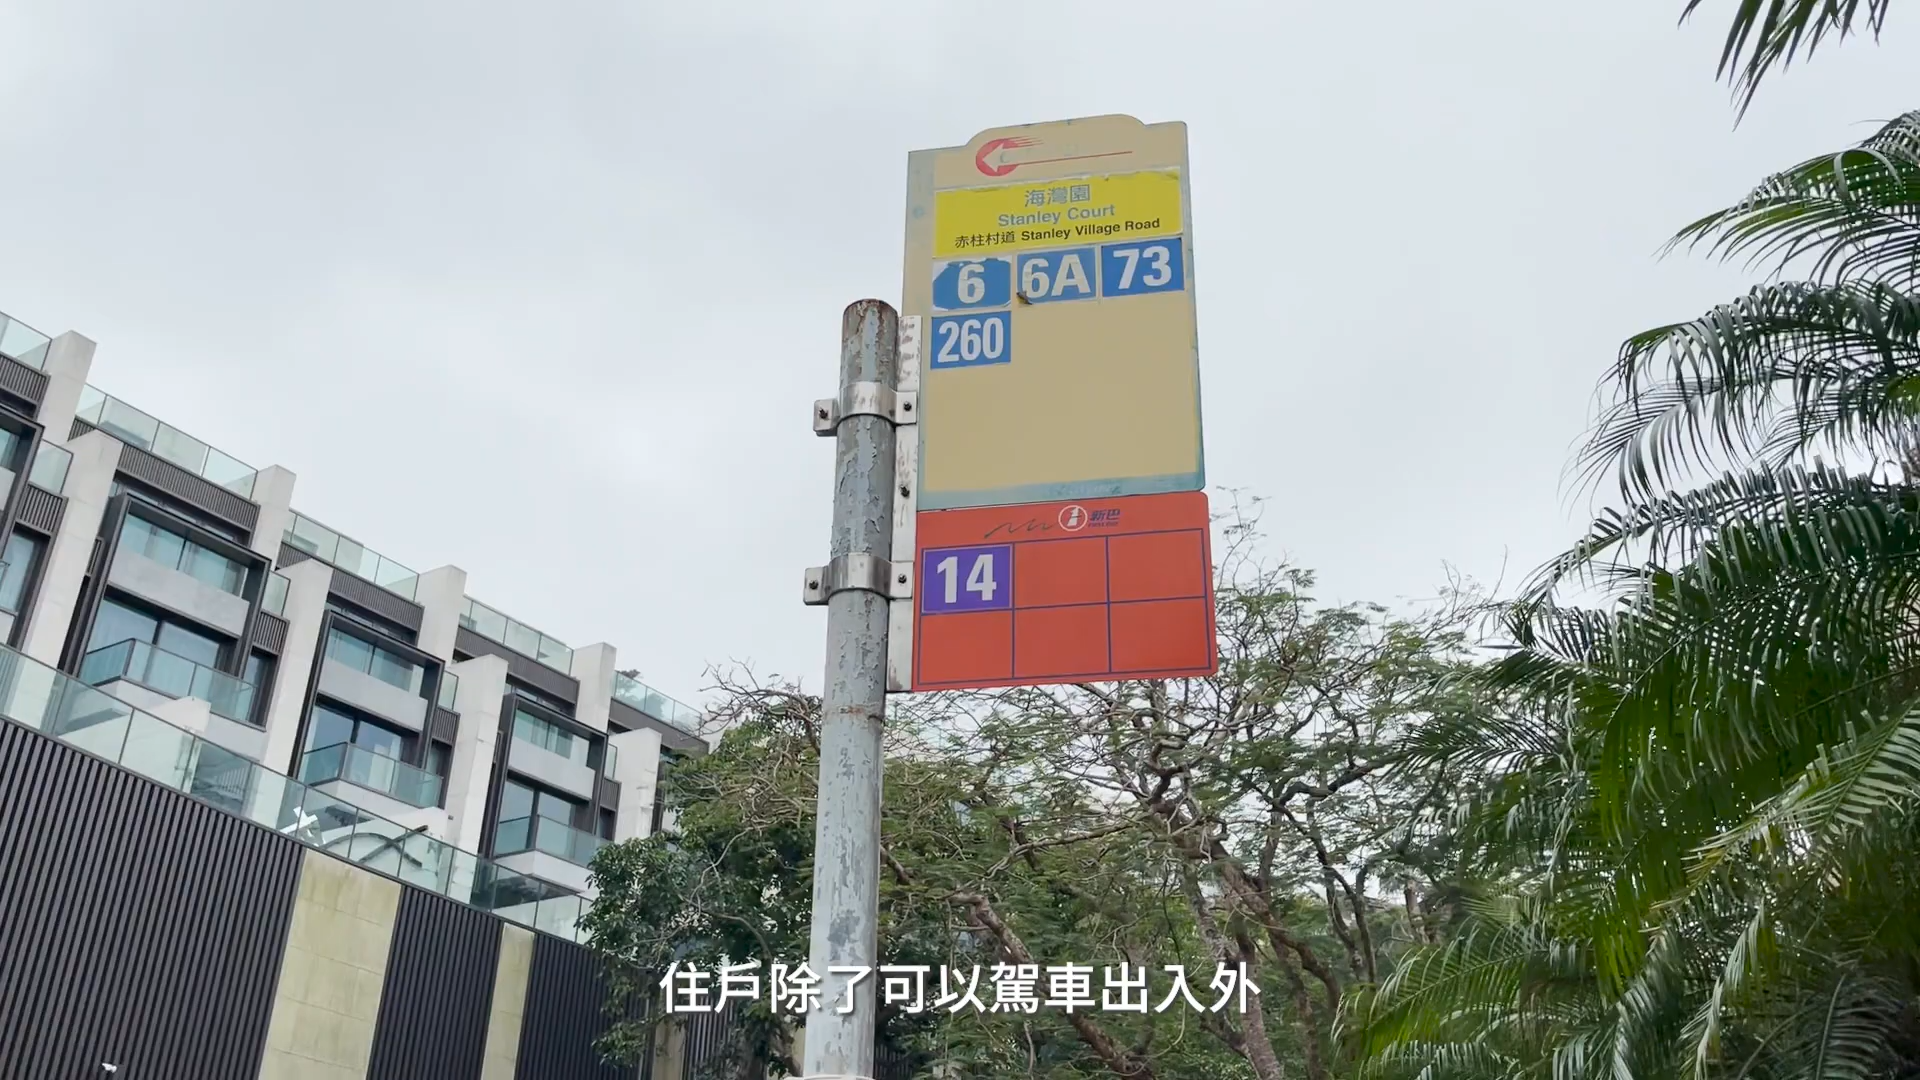 海灣園
Stanley Court
赤柱村道 Stanley Village Road
6 6A 73
260
新巴
14
住戶除了可以駕車出入外